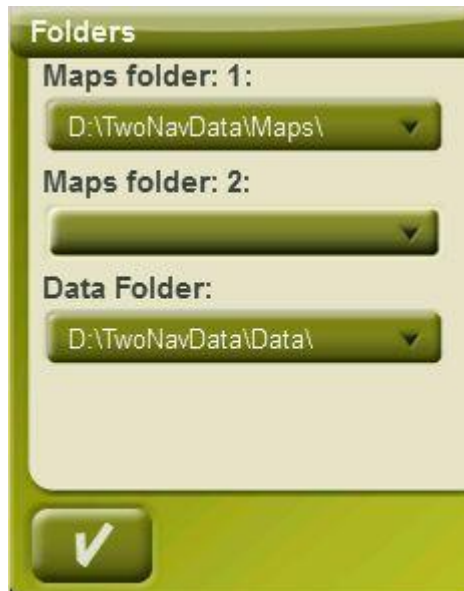 Folders
Maps folder: 1:
D:\TwoNavData\Maps\
Maps folder: 2:
Data Folder:
D:\TwoNavData\Data\